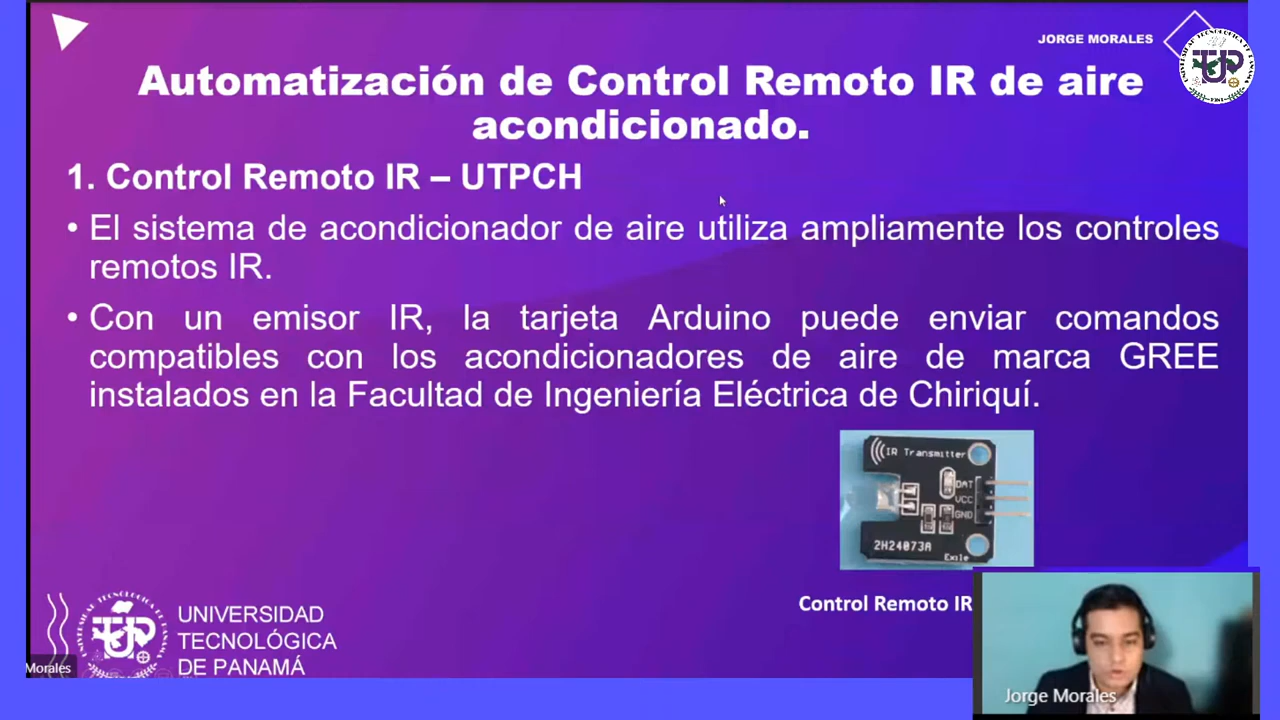 JORGE MORALES
Automatización de Control Remoto IR de aire
acondicionado.
1. Control Remoto IR – UTPCH
• El sistema de acondicionador de aire utiliza ampliamente los controles
remotos IR.
• Con un emisor IR, la tarjeta Arduino puede enviar comandos
compatibles con los acondicionadores de aire de marca GREE
instalados en la Facultad de Ingeniería Eléctrica de Chiriquí.
IR Transmitter
DAT
VCC
GND
2H24073A
Control Remoto IR
UNIVERSIDAD
TECNOLÓGICA
DE PANAMÁ
Morales
Jorge Morales